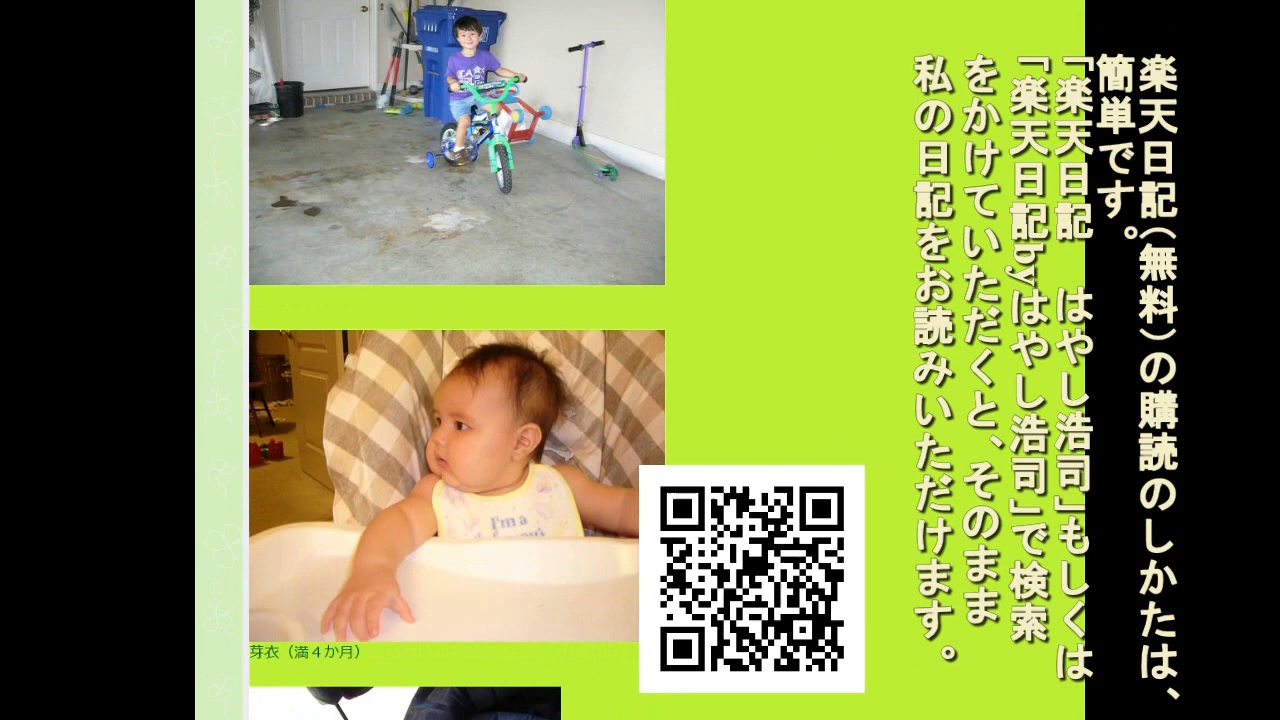 楽天日記(無料)の購読のしかたは、
簡単です。
「楽天日記　はやし浩司」もしくは
「楽天日記byはやし浩司」で検索
をかけていただくと、そのまま
私の日記をお読みいただけます。
I'm a
芽衣（満４か月）